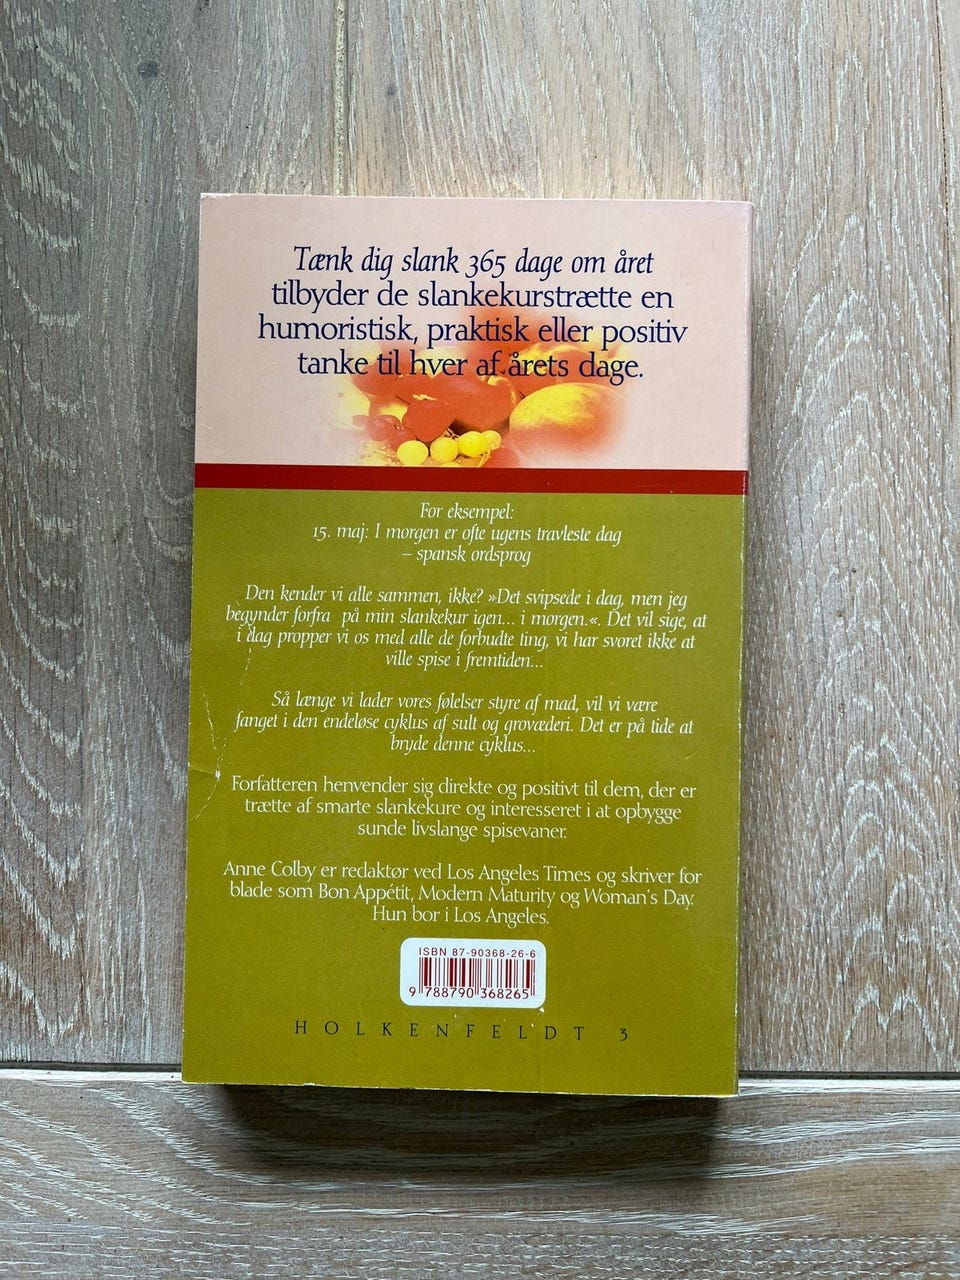 Tænk dig slank 365 dage om året
tilbyder de slankekurstrætte en
humoristisk, praktisk eller positiv
tanke til hver af årets dage.
For eksempel:
15. maj: I morgen er ofte ugens travleste dag
– spansk ordsprog
Den kender vi alle sammen, ikke? »Det svipsede i dag, men jeg
begynder forfra på min slankekur igen... i morgen.«. Det vil sige, at
i dag propper vi os med alle de forbudte ting, vi har svoret ikke at
ville spise i fremtiden...
Så længe vi lader vores følelser styre af mad, vil vi være
fanget i den endeløse cyklus af sult og grovæderi. Det er på tide at
bryde denne cyklus...
Forfatteren henvender sig direkte og positivt til dem, der er
trætte af smarte slankekure og interesseret i at opbygge
sunde livslange spisevaner.
Anne Colby er redaktør ved Los Angeles Times og skriver for
blade som Bon Appétit, Modern Maturity og Woman's Day.
Hun bor i Los Angeles.
ISBN 87-90368-26-6
9 788790 368265
HOLKENFELDT 3